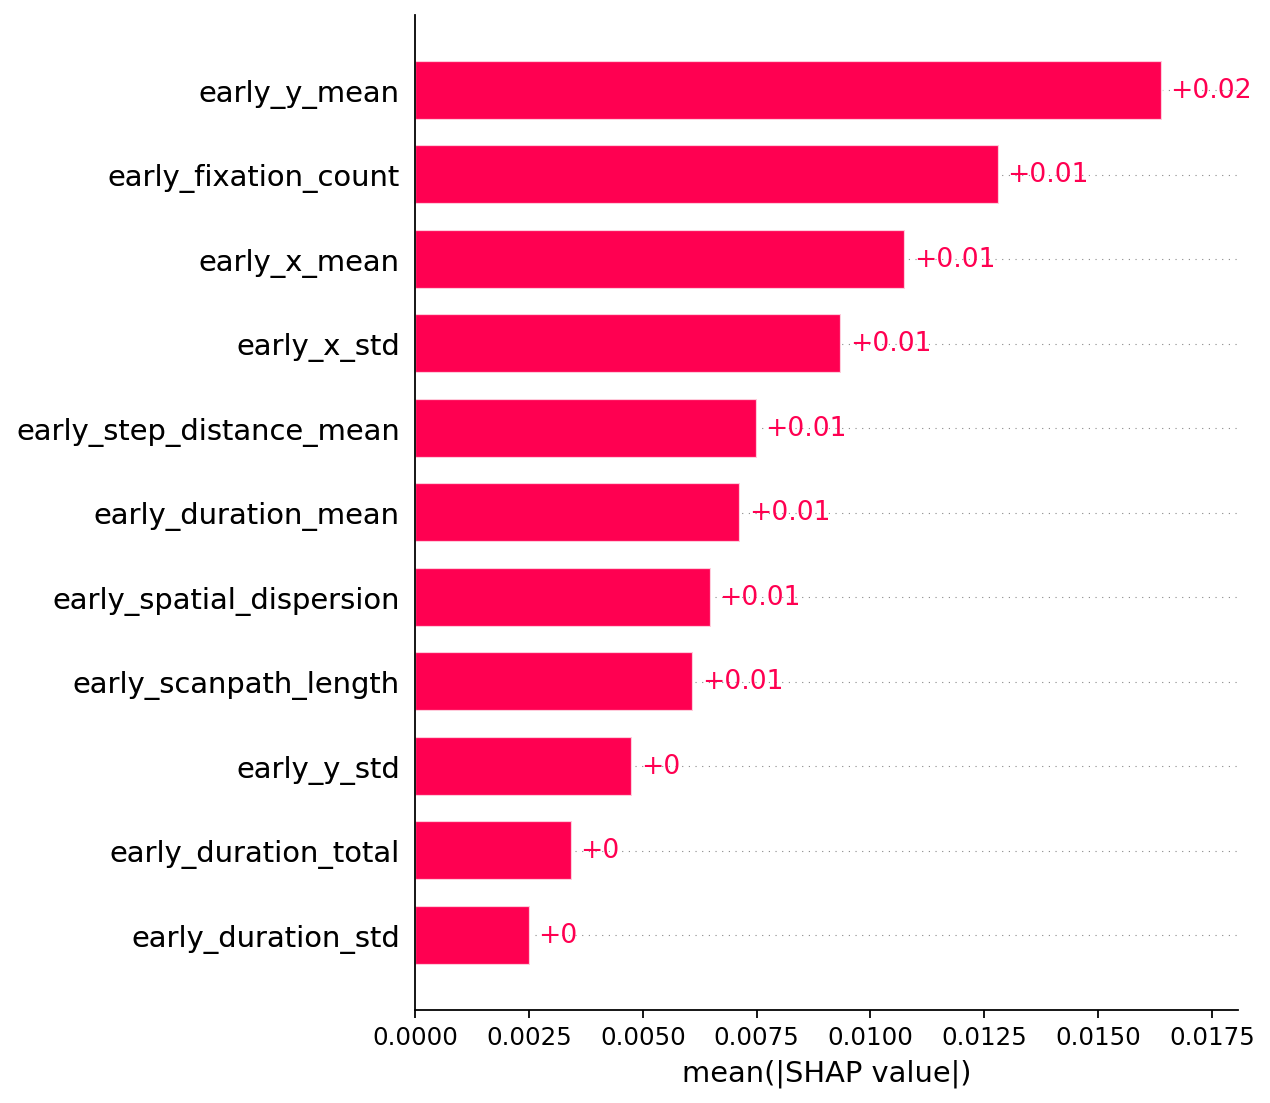 early_y_mean +0.02
early_fixation_count +0.01
early_x_mean +0.01
early_x_std +0.01
early_step_distance_mean +0.01
early_duration_mean +0.01
early_spatial_dispersion +0.01
early_scanpath_length +0.01
early_y_std +0
early_duration_total +0
early_duration_std +0
0.0000 0.0025 0.0050 0.0075 0.0100 0.0125 0.0150 0.0175
mean(|SHAP value|)